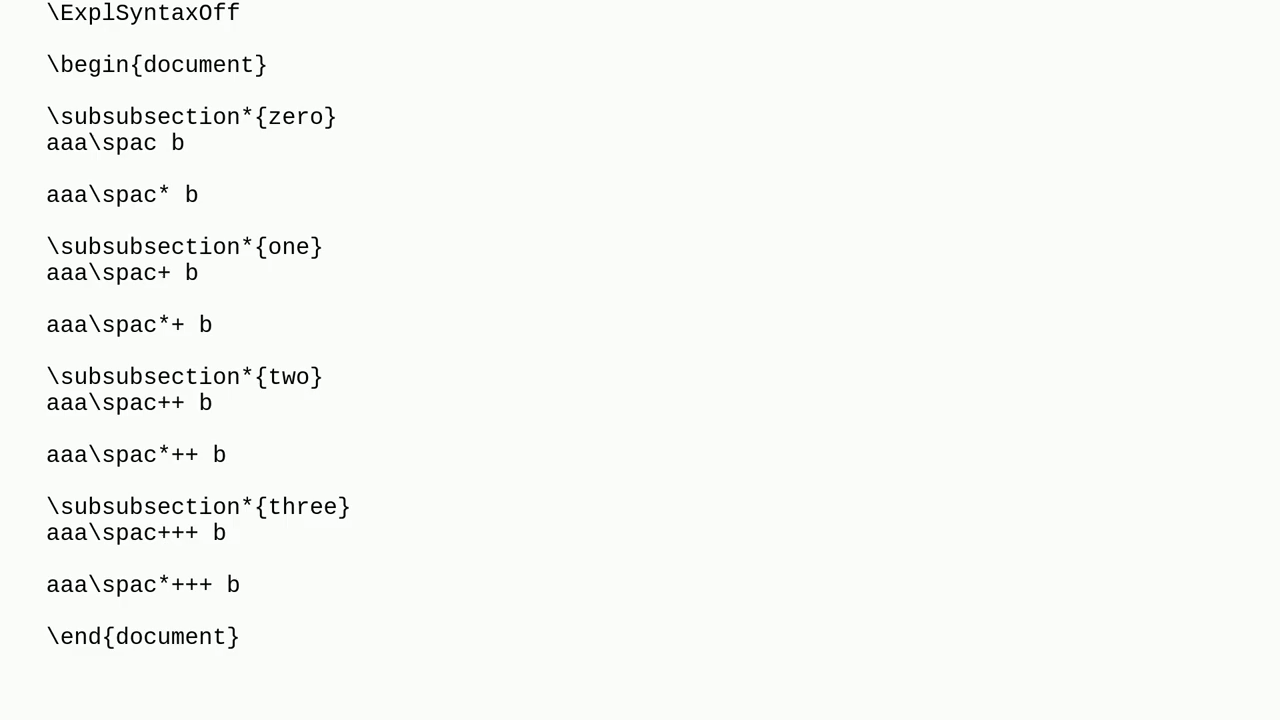 \ExplSyntaxOff
\begin{document}
\subsubsection*{zero}
aaa\spac b
aaa\spac* b
\subsubsection*{one}
aaa\spac+ b
aaa\spac*+ b
\subsubsection*{two}
aaa\spac++ b
aaa\spac*++ b
\subsubsection*{three}
aaa\spac+++ b
aaa\spac*+++ b
\end{document}